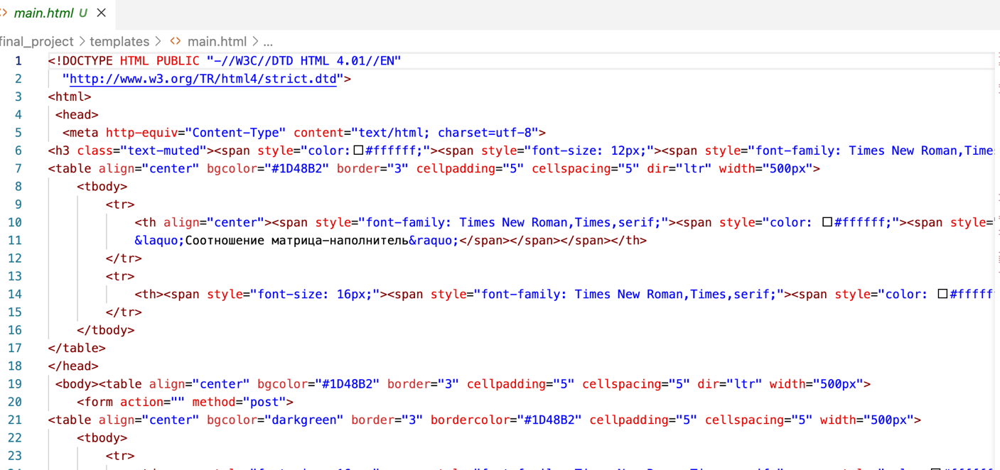 main.html U
final_project > templates > main.html > ...
1 <!DOCTYPE HTML PUBLIC "-//W3C//DTD HTML 4.01//EN"
2 "http://www.w3.org/TR/html4/strict.dtd">
3 <html>
4 <head>
5 <meta http-equiv="Content-Type" content="text/html; charset=utf-8">
6 <h3 class="text-muted"><span style="color:#ffffff;"><span style="font-size: 12px;"><span style="font-family: Times New Roman,Time
7 <table align="center" bgcolor="#1D48B2" border="3" cellpadding="5" cellspacing="5" dir="ltr" width="500px">
8 <tbody>
9 <tr>
10 <th align="center"><span style="font-family: Times New Roman,Times,serif;"><span style="color: #ffffff;"><span style=
11 &laquo;Соотношение матрица-наполнитель&raquo;</span></span></span></th>
12 </tr>
13 <tr>
14 <th><span style="font-size: 16px;"><span style="font-family: Times New Roman,Times,serif;"><span style="color: #fffff
15 </tr>
16 </tbody>
17 </table>
18 </head>
19 <body><table align="center" bgcolor="#1D48B2" border="3" cellpadding="5" cellspacing="5" dir="ltr" width="500px">
20 <form action="" method="post">
21 <table align="center" bgcolor="darkgreen" border="3" bordercolor="#1D48B2" cellpadding="5" cellspacing="5" width="500px">
22 <tbody>
23 <tr>